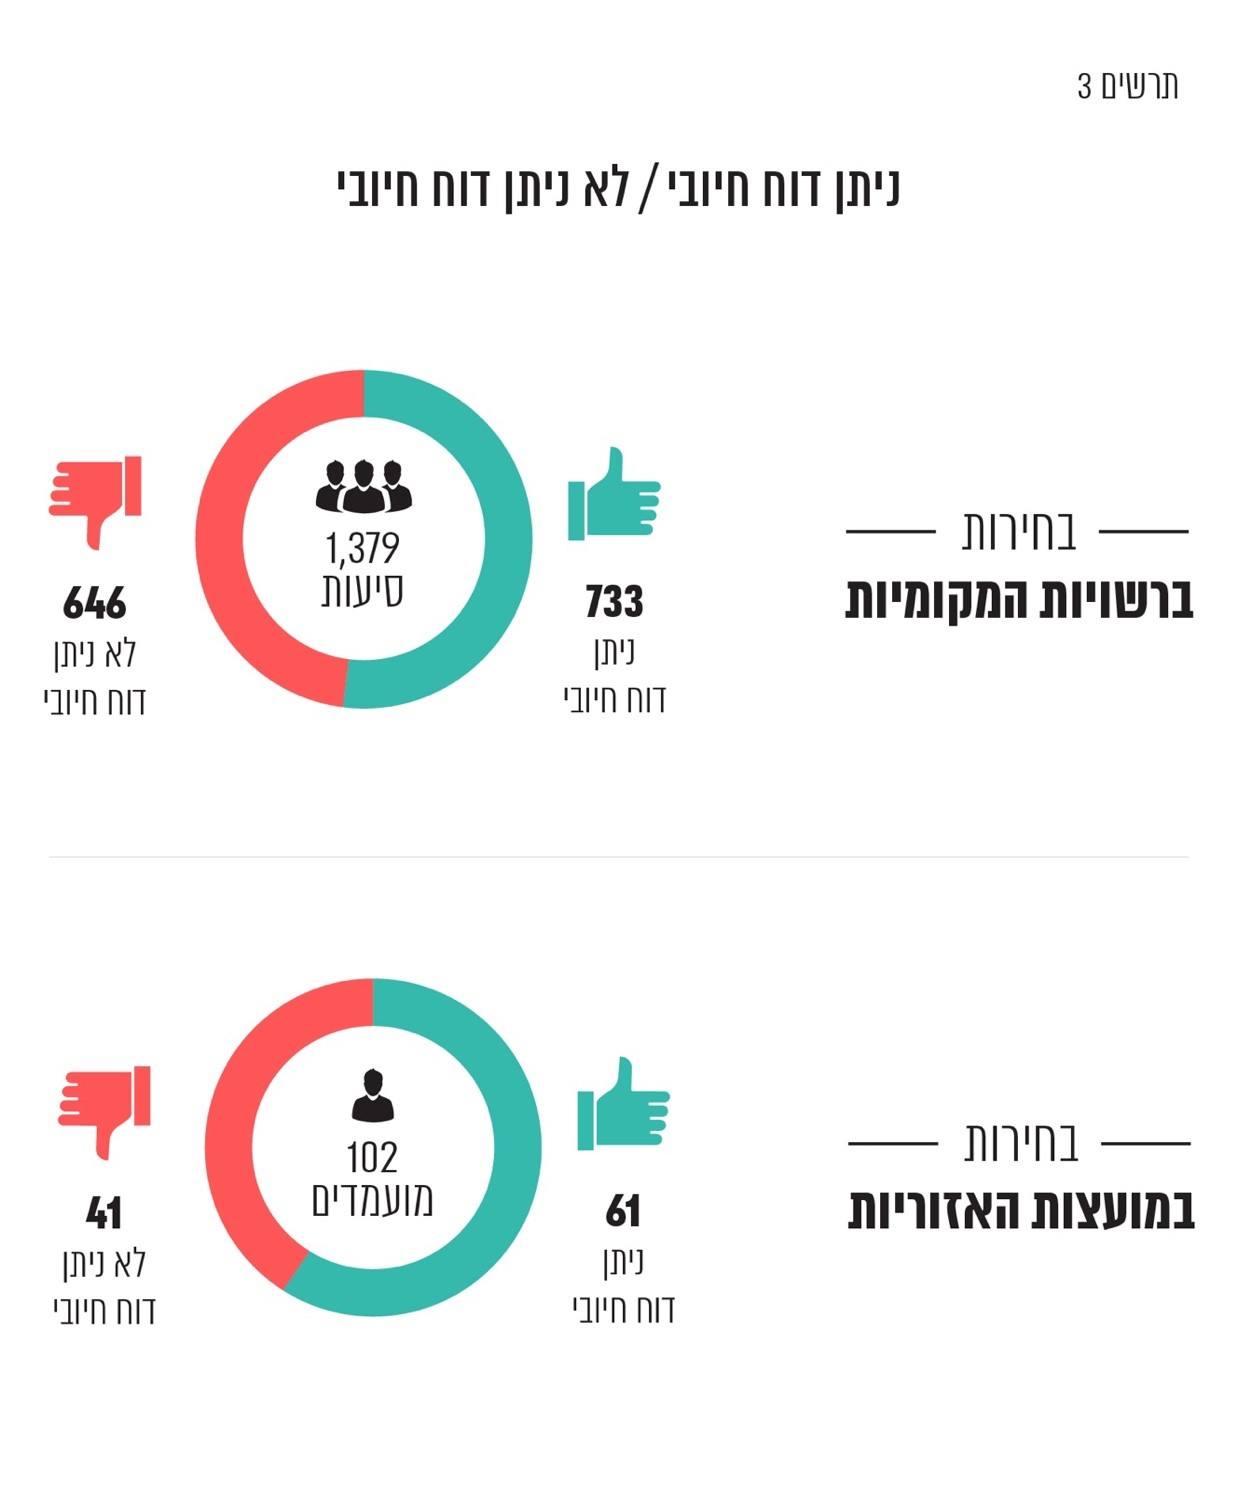 תרשים 3
ניתן דוח חיובי / לא ניתן דוח חיובי
בחירות
ברשויות המקומיות
1,379
סיעות
733
ניתן
דוח חיובי
646
לא ניתן
דוח חיובי
בחירות
במועצות האזוריות
102
מועמדים
61
ניתן
דוח חיובי
41
לא ניתן
דוח חיובי